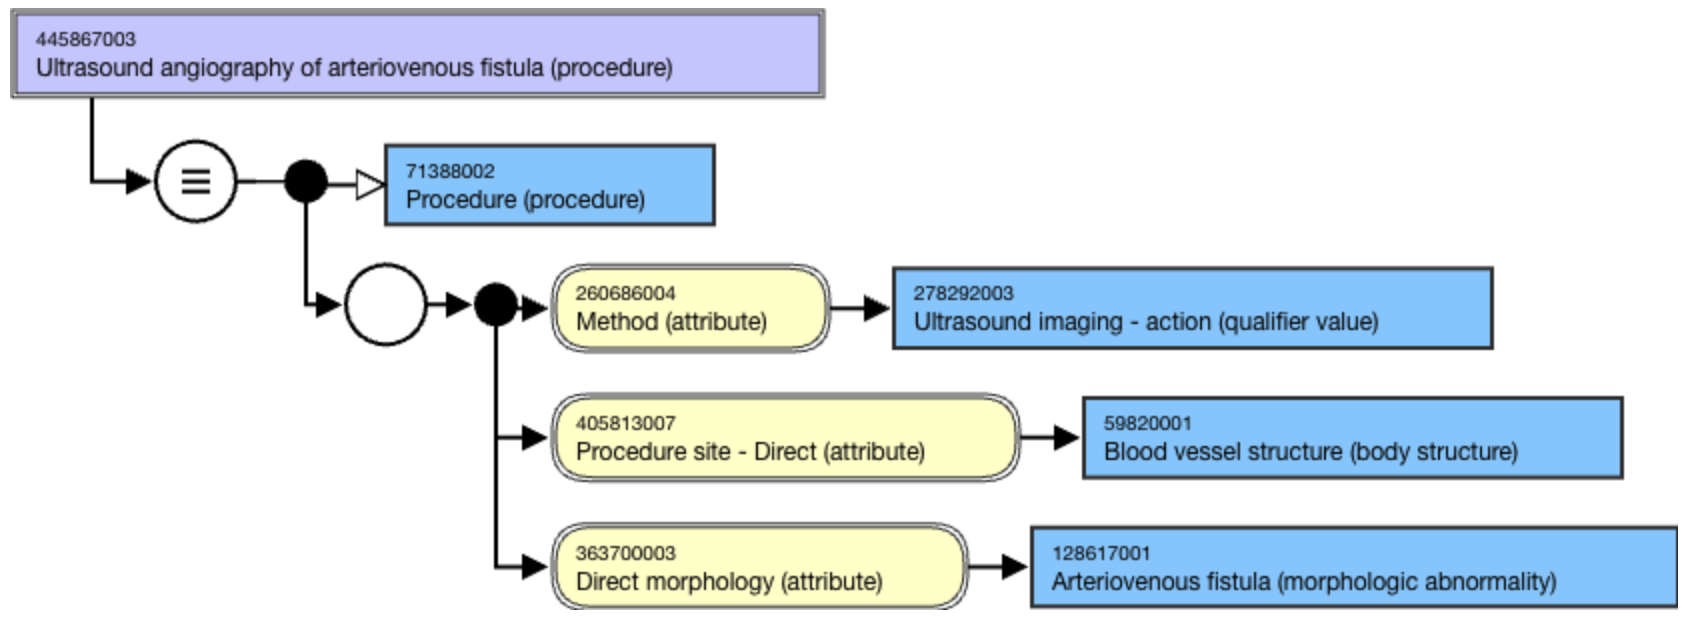 445867003
Ultrasound angiography of arteriovenous fistula (procedure)
71388002
Procedure (procedure)
260686004
Method (attribute)
278292003
Ultrasound imaging - action (qualifier value)
405813007
Procedure site - Direct (attribute)
59820001
Blood vessel structure (body structure)
363700003
Direct morphology (attribute)
128617001
Arteriovenous fistula (morphologic abnormality)